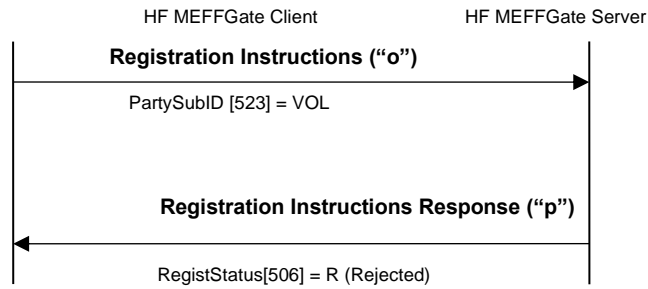 HF MEFFGate Client HF MEFFGate Server
Registration Instructions (“o”)
PartySubID [523] = VOL
Registration Instructions Response (“p”)
RegistStatus[506] = R (Rejected)